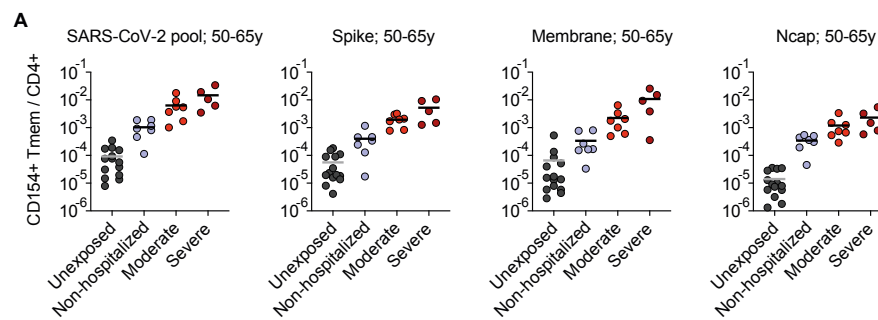 A
SARS-CoV-2 pool; 50-65y
CD154+ Tmem / CD4+
10-1
10-2
10-3
10-4
10-5
10-6
Unexposed
Non-hospitalized
Moderate
Severe
Spike; 50-65y
10-1
10-2
10-3
10-4
10-5
10-6
Unexposed
Non-hospitalized
Moderate
Severe
Membrane; 50-65y
10-1
10-2
10-3
10-4
10-5
10-6
Unexposed
Non-hospitalized
Moderate
Severe
Ncap; 50-65y
10-1
10-2
10-3
10-4
10-5
10-6
Unexposed
Non-hospitalized
Moderate
Severe